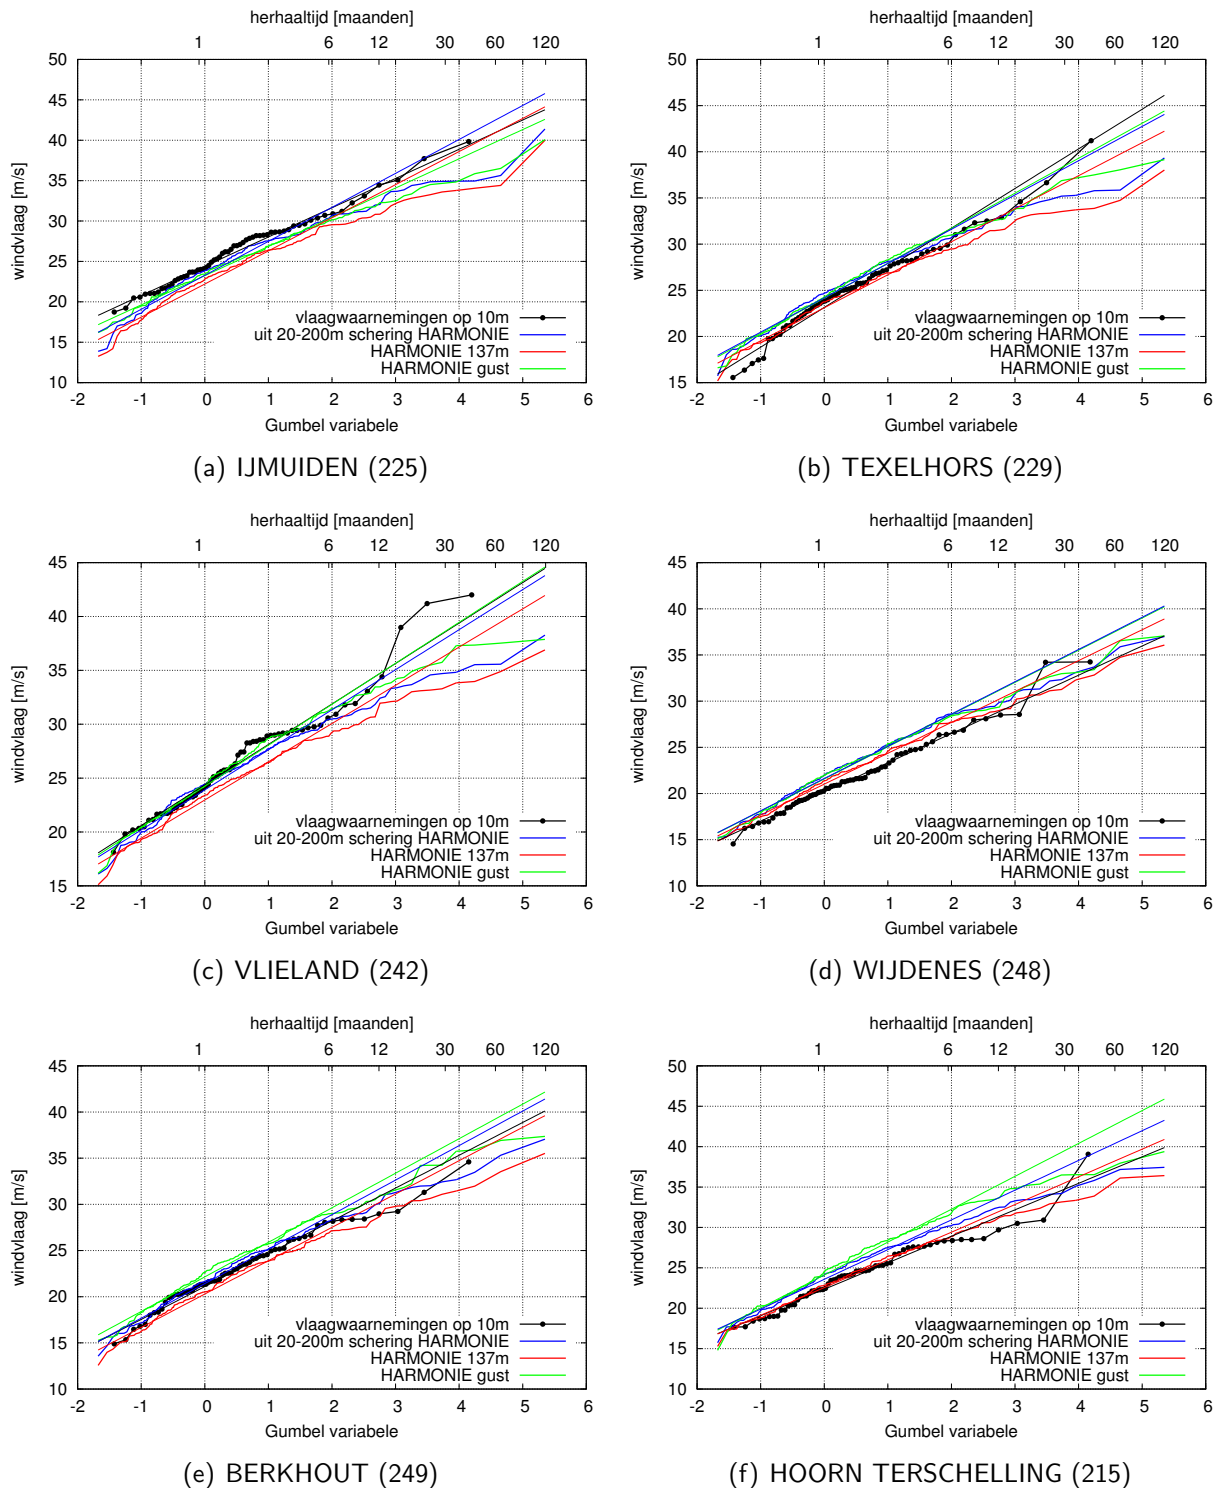 herhaaltijd [maanden]
1 6 12 30 60 120
50
45
40
35
30
25
20
15
10
windvlaag [m/s]
vlaagwaarnemingen op 10m
uit 20-200m schering HARMONIE
HARMONIE 137m
HARMONIE gust
-2 -1 0 1 2 3 4 5 6
Gumbel variabele
(a) IJMUIDEN (225)
herhaaltijd [maanden]
1 6 12 30 60 120
50
45
40
35
30
25
20
15
windvlaag [m/s]
vlaagwaarnemingen op 10m
uit 20-200m schering HARMONIE
HARMONIE 137m
HARMONIE gust
-2 -1 0 1 2 3 4 5 6
Gumbel variabele
(b) TEXELHORS (229)
herhaaltijd [maanden]
1 6 12 30 60 120
45
40
35
30
25
20
15
windvlaag [m/s]
vlaagwaarnemingen op 10m
uit 20-200m schering HARMONIE
HARMONIE 137m
HARMONIE gust
-2 -1 0 1 2 3 4 5 6
Gumbel variabele
(c) VLIELAND (242)
herhaaltijd [maanden]
1 6 12 30 60 120
45
40
35
30
25
20
15
10
windvlaag [m/s]
vlaagwaarnemingen op 10m
uit 20-200m schering HARMONIE
HARMONIE 137m
HARMONIE gust
-2 -1 0 1 2 3 4 5 6
Gumbel variabele
(d) WIJDENES (248)
herhaaltijd [maanden]
1 6 12 30 60 120
45
40
35
30
25
20
15
10
windvlaag [m/s]
vlaagwaarnemingen op 10m
uit 20-200m schering HARMONIE
HARMONIE 137m
HARMONIE gust
-2 -1 0 1 2 3 4 5 6
Gumbel variabele
(e) BERKHOUT (249)
herhaaltijd [maanden]
1 6 12 30 60 120
50
45
40
35
30
25
20
15
10
windvlaag [m/s]
vlaagwaarnemingen op 10m
uit 20-200m schering HARMONIE
HARMONIE 137m
HARMONIE gust
-2 -1 0 1 2 3 4 5 6
Gumbel variabele
(f) HOORN TERSCHELLING (215)